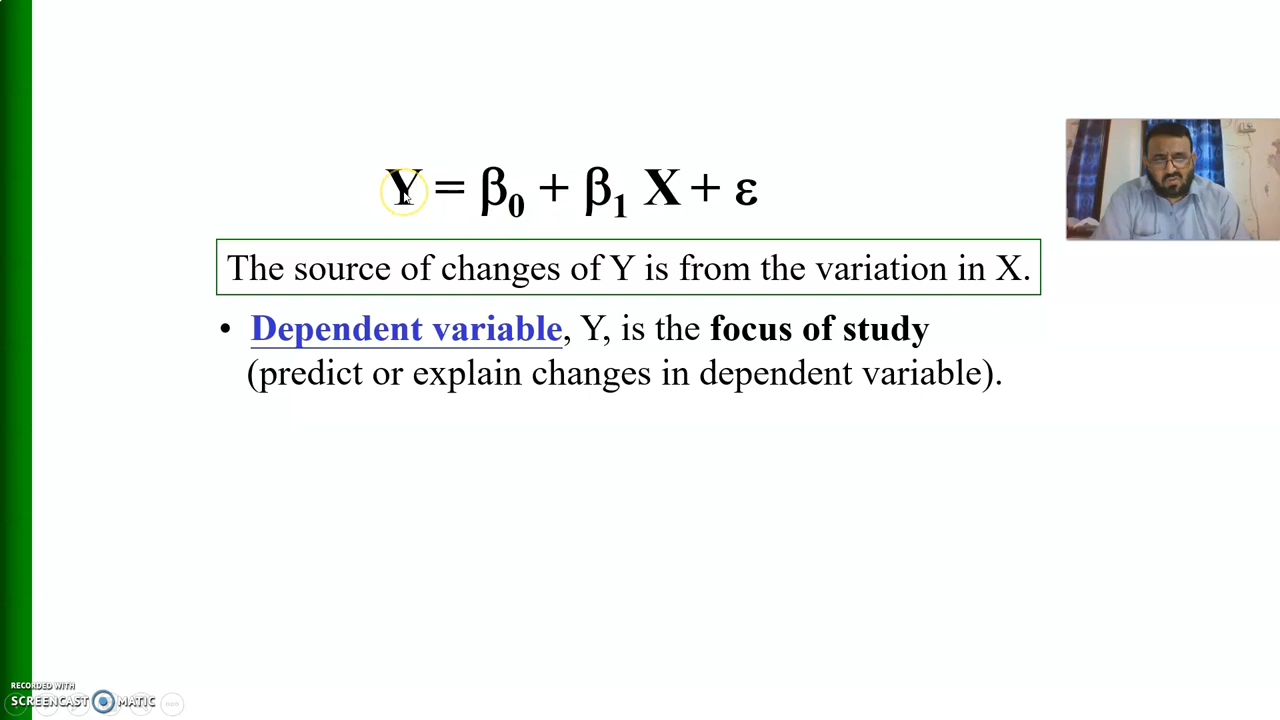 Y = β₀ + β₁ X + ε
The source of changes of Y is from the variation in X.
• Dependent variable, Y, is the focus of study
(predict or explain changes in dependent variable).
RECORDED WITH
SCREENCAST MATIC